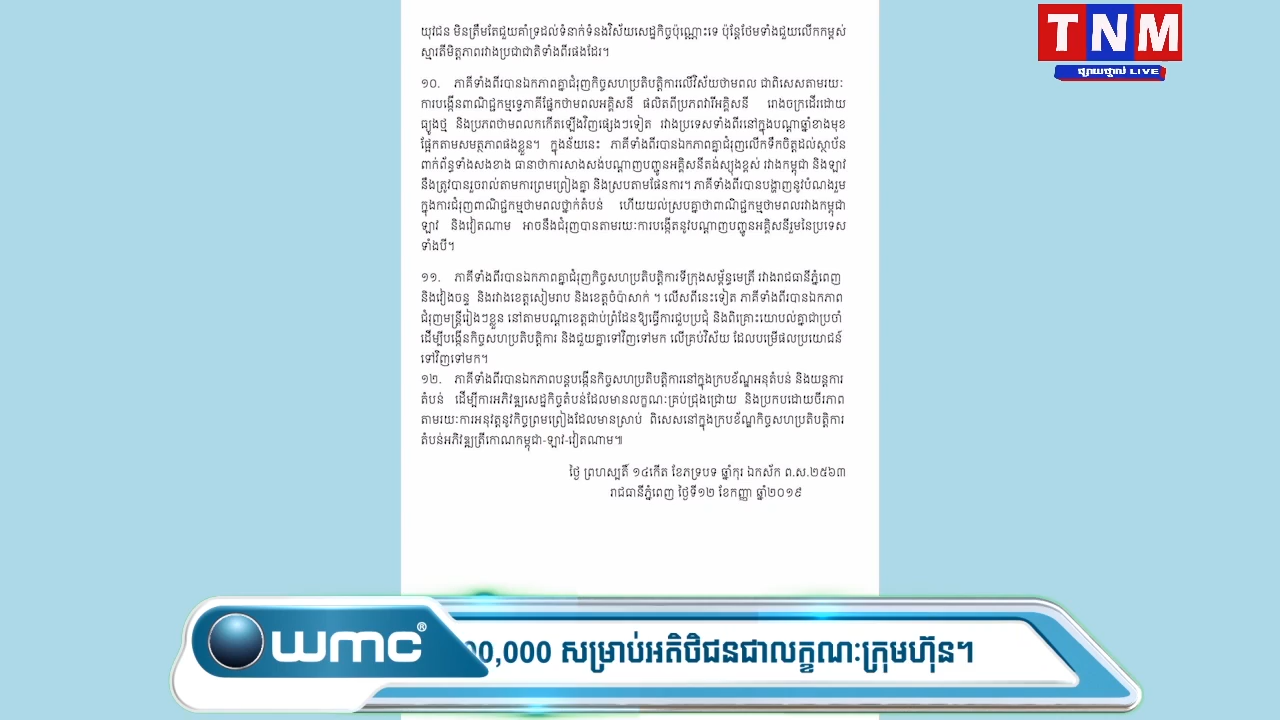 យុវជន មិនត្រឹមតែជួយគាំទ្រដល់ទំនាក់ទំនងវិស័យសេដ្ឋកិច្ចប៉ុណ្ណោះទេ ប៉ុន្តែថែមទាំងជួយលើកកម្ពស់
ស្មារតីមិត្តភាពរវាងប្រជាជាតិទាំងពីរផងដែរ។
១០. ភាគីទាំងពីរបានឯកភាពគ្នាជំរុញកិច្ចសហប្រតិបត្តិការលើវិស័យថាមពល ជាពិសេសតាមរយៈ
ការបង្កើនពាណិជ្ជកម្មទ្វេភាគីផ្នែកថាមពលអគ្គិសនី ផលិតពីប្រភពវារីអគ្គិសនី រោងចក្រដើរដោយ
ធ្យូងថ្ម និងប្រភពថាមពលកកើតឡើងវិញផ្សេងៗទៀត រវាងប្រទេសទាំងពីរនៅក្នុងបណ្តាឆ្នាំខាងមុខ
ផ្អែកតាមសមត្ថភាពផងខ្លួន។ ក្នុងន័យនេះ ភាគីទាំងពីរបានឯកភាពគ្នាជំរុញលើកទឹកចិត្តដល់ស្ថាប័ន
ពាក់ព័ន្ធទាំងសងខាង ធានាថាការសាងសង់បណ្តាញបញ្ជូនអគ្គិសនីតង់ស្យុងខ្ពស់ រវាងកម្ពុជា និងឡាវ
នឹងត្រូវបានរួចរាល់តាមការព្រមព្រៀងគ្នា និងស្របតាមផែនការ។ ភាគីទាំងពីរបានបង្ហាញនូវបំណងរួម
ក្នុងការជំរុញពាណិជ្ជកម្មថាមពលថ្នាក់តំបន់ ហើយយល់ស្របគ្នាថាពាណិជ្ជកម្មថាមពលរវាងកម្ពុជា
ឡាវ និងវៀតណាម អាចនឹងជំរុញបានតាមរយៈការបង្កើតនូវបណ្តាញបញ្ជូនអគ្គិសនីរួមនៃប្រទេស
ទាំងបី។
១១. ភាគីទាំងពីរបានឯកភាពគ្នាជំរុញកិច្ចសហប្រតិបត្តិការទីក្រុងសម្ព័ន្ធមេត្រី រវាងរាជធានីភ្នំពេញ
និងវៀងចន្ទ និងរវាងខេត្តសៀមរាប និងខេត្តចំប៉ាសាក់ ។ លើសពីនេះទៀត ភាគីទាំងពីរបានឯកភាព
ជំរុញមន្ត្រីរៀងៗខ្លួន នៅតាមបណ្តាខេត្តជាប់ព្រំដែនឱ្យធ្វើការជួបប្រជុំ និងពិគ្រោះយោបល់គ្នាជាប្រចាំ
ដើម្បីបង្កើនកិច្ចសហប្រតិបត្តិការ និងជួយគ្នាទៅវិញទៅមក លើគ្រប់វិស័យ ដែលបម្រើផលប្រយោជន៍
ទៅវិញទៅមក។
១២. ភាគីទាំងពីរបានឯកភាពបន្តបង្កើនកិច្ចសហប្រតិបត្តិការនៅក្នុងក្របខ័ណ្ឌអនុតំបន់ និងយន្តការ
តំបន់ ដើម្បីការអភិវឌ្ឍសេដ្ឋកិច្ចតំបន់ដែលមានលក្ខណៈគ្រប់ជ្រុងជ្រោយ និងប្រកបដោយចីរភាព
តាមរយៈការអនុវត្តនូវកិច្ចព្រមព្រៀងដែលមានស្រាប់ ពិសេសនៅក្នុងក្របខ័ណ្ឌកិច្ចសហប្រតិបត្តិការ
តំបន់អភិវឌ្ឍត្រីកោណកម្ពុជា-ឡាវ-វៀតណាម៕
ថ្ងៃ ព្រហស្បតិ៍ ១៤កើត ខែភទ្របទ ឆ្នាំកុរ ឯកស័ក ព.ស.២៥៦៣
រាជធានីភ្នំពេញ ថ្ងៃទី១២ ខែកញ្ញា ឆ្នាំ២០១៩
TNM
ផ្សាយផ្ទាល់ LIVE
wmc®
00,000 សម្រាប់អតិថិជនជាលក្ខណៈក្រុមហ៊ុន។